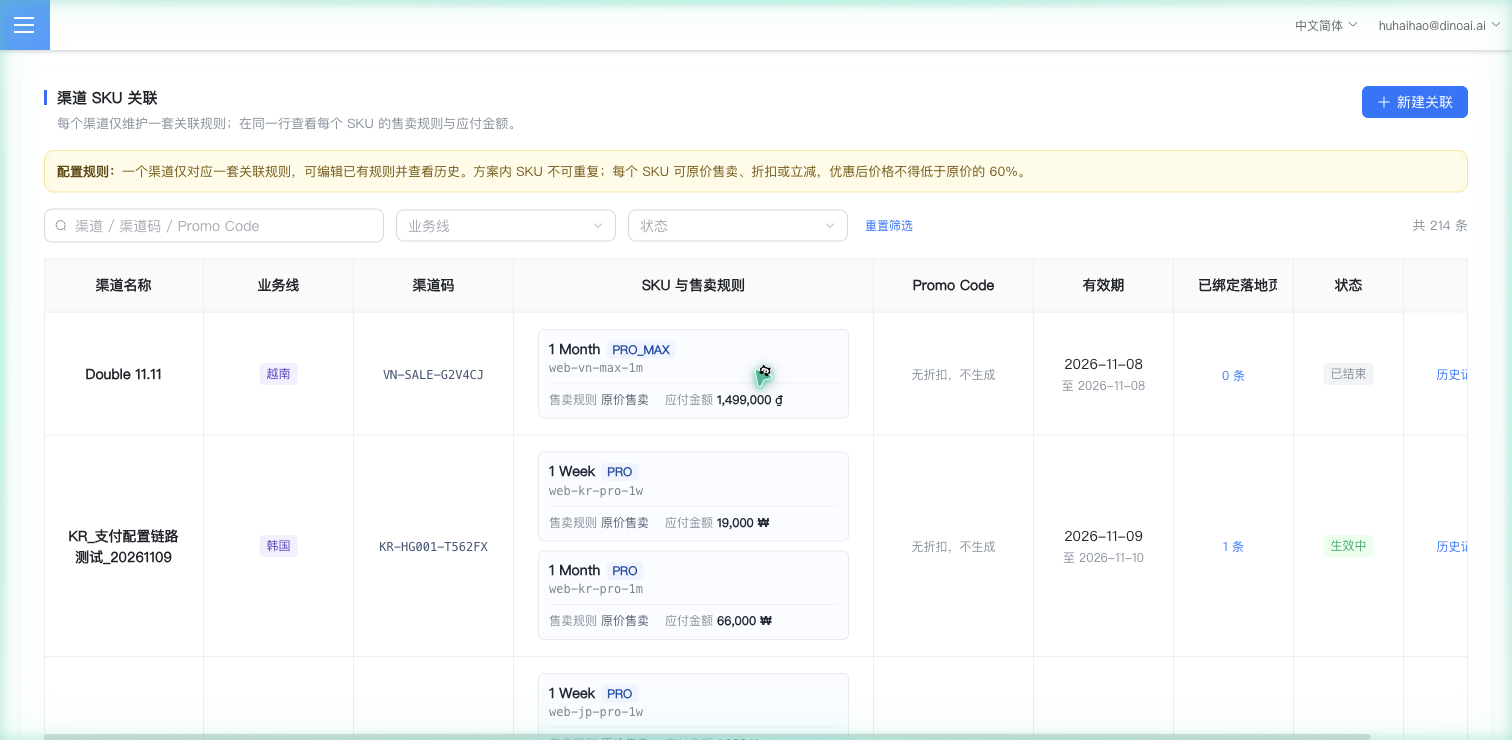 中文简体
huhaihao@dinoai.ai
渠道 SKU 关联
新建关联
每个渠道仅维护一套关联规则；在同一行查看每个 SKU 的售卖规则与应付金额。
配置规则：一个渠道仅对应一套关联规则，可编辑已有规则并查看历史。方案内 SKU 不可重复；每个 SKU 可原价售卖、折扣或立减，优惠后价格不得低于原价的 60%。
渠道 / 渠道码 / Promo Code
业务线
状态
重置筛选
共 214 条
渠道名称
业务线
渠道码
SKU 与售卖规则
Promo Code
有效期
已绑定落地页
状态
Double 11.11
越南
VN-SALE-G2V4CJ
1 Month PRO_MAX
web-vn-max-1m
售卖规则 原价售卖 应付金额 1,499,000 ₫
无折扣，不生成
2026-11-08
至 2026-11-08
0 条
已结束
历史记
KR_支付配置链路
测试_20261109
韩国
KR-HG001-T562FX
1 Week PRO
web-kr-pro-1w
售卖规则 原价售卖 应付金额 19,000 ₩
1 Month PRO
web-kr-pro-1m
售卖规则 原价售卖 应付金额 66,000 ₩
无折扣，不生成
2026-11-09
至 2026-11-10
1 条
生效中
历史记
1 Week PRO
web-jp-pro-1w